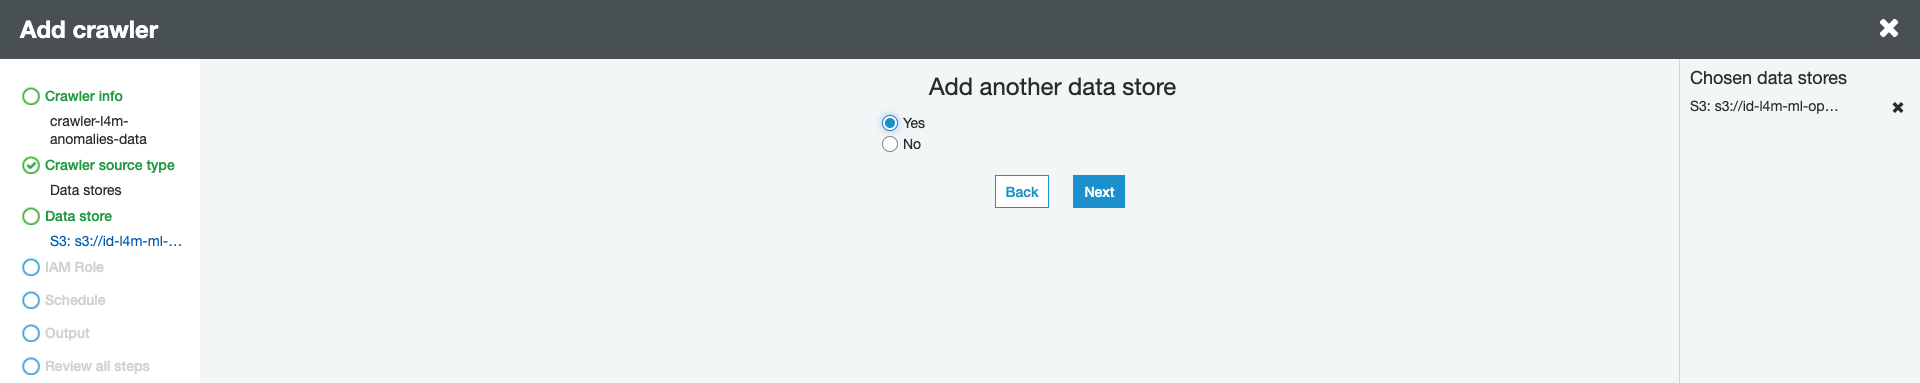 Add crawler
Crawler info
crawler-l4m-
anomalies-data
Crawler source type
Data stores
Data store
S3: s3://id-l4m-ml-...
IAM Role
Schedule
Output
Review all steps
Add another data store
Yes
No
Back
Next
Chosen data stores
S3: s3://id-l4m-ml-op...